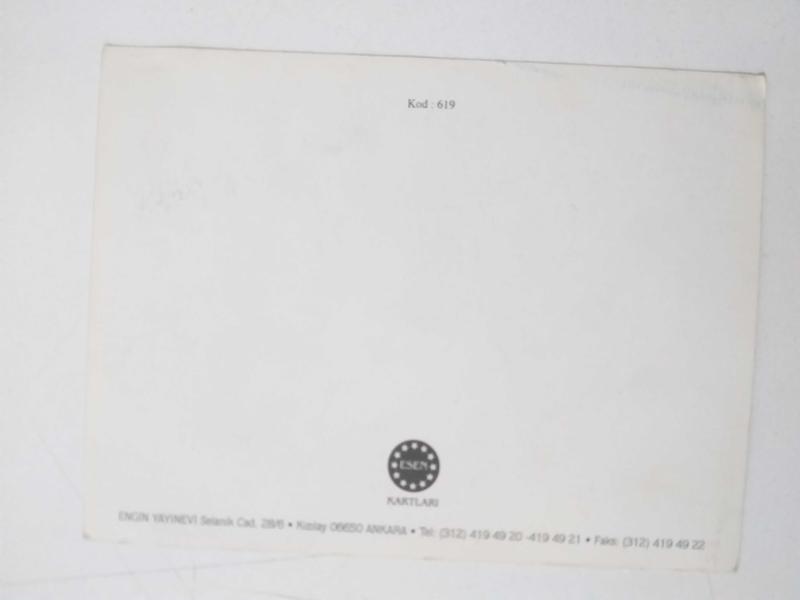 Kod : 619
ESEN
KARTLARI
ENGİN YAYINEVİ Selanik Cad. 28/6 • Kızılay 06650 ANKARA • Tel: (312) 419 49 20 -419 49 21 • Faks: (312) 419 49 22